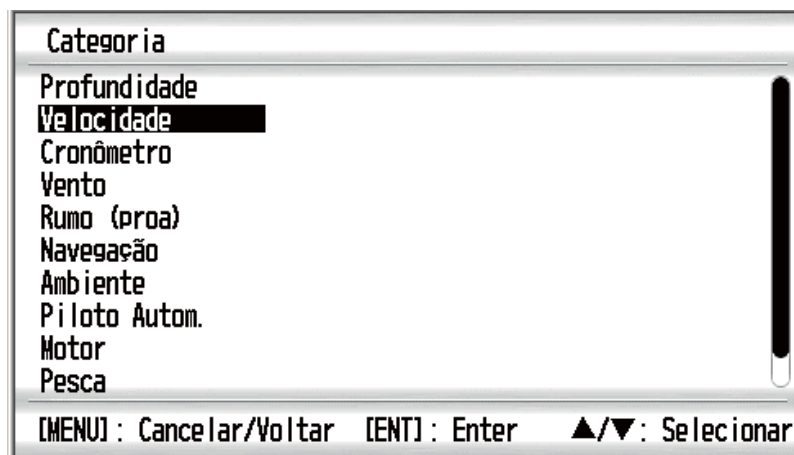 Categoria
Profundidade
Velocidade
Cronômetro
Vento
Rumo (proa)
Navegação
Ambiente
Piloto Autom.
Motor
Pesca
[MENU] : Cancelar/Voltar [ENT] : Enter ▲/▼ : Selecionar